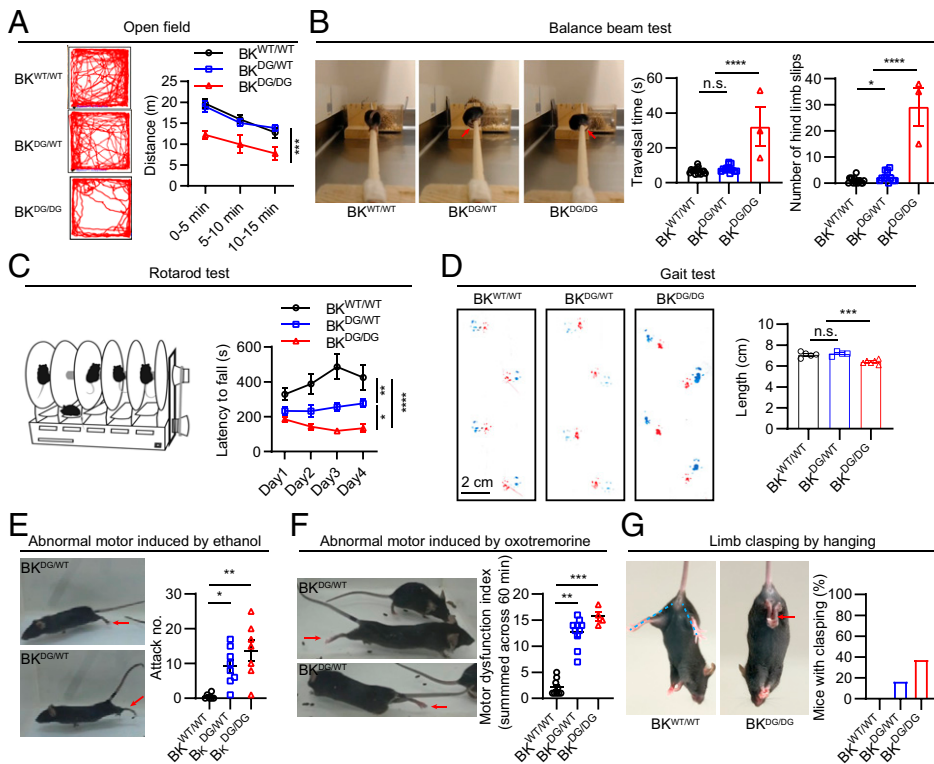 A
Open field
BK^WT/WT
BK^DG/WT
BK^DG/DG
BK^WT/WT
BK^DG/WT
BK^DG/DG
Distance (m)
25
20
15
10
5
0
***
0-5 min
5-10 min
10-15 min
B
Balance beam test
BK^WT/WT
BK^DG/WT
BK^DG/DG
Travelsal time (s)
60
40
20
0
n.s.
****
BK^WT/WT
BK^DG/WT
BK^DG/DG
Number of hind limb slips
40
30
20
10
0
*
****
BK^WT/WT
BK^DG/WT
BK^DG/DG
C
Rotarod test
BK^WT/WT
BK^DG/WT
BK^DG/DG
Latency to fall (s)
600
400
200
0
**
*
****
Day1
Day2
Day3
Day4
D
Gait test
BK^WT/WT
BK^DG/WT
BK^DG/DG
2 cm
Length (cm)
8
6
4
2
0
n.s.
***
BK^WT/WT
BK^DG/WT
BK^DG/DG
E
Abnormal motor induced by ethanol
BK^DG/WT
BK^DG/WT
Attack no.
30
20
10
0
*
**
BK^WT/WT
BK^DG/WT
BK^DG/DG
F
Abnormal motor induced by oxotremorine
BK^DG/WT
BK^DG/WT
Motor dysfunction index
(summmed across 60 min)
20
15
10
5
0
**
***
BK^WT/WT
BK^DG/WT
BK^DG/DG
G
Limb clasping by hanging
BK^WT/WT
BK^DG/DG
Mice with clasping (%)
100
80
60
40
20
0
BK^WT/WT
BK^DG/WT
BK^DG/DG